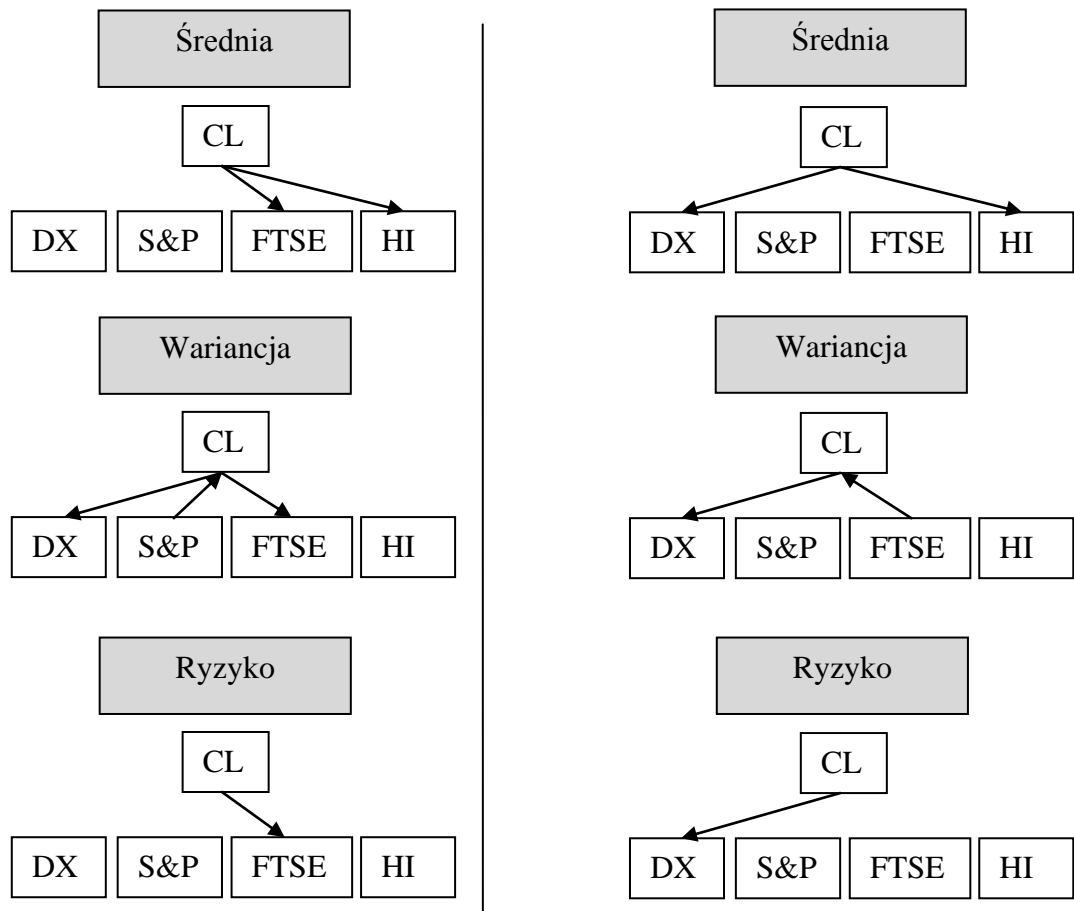 Średnia
CL
DX S&P FTSE HI
Wariancja
CL
DX S&P FTSE HI
Ryzyko
CL
DX S&P FTSE HI
Średnia
CL
DX S&P FTSE HI
Wariancja
CL
DX S&P FTSE HI
Ryzyko
CL
DX S&P FTSE HI